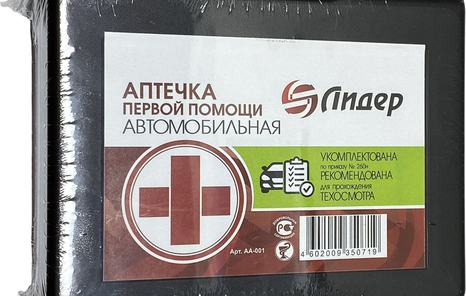 АПТЕЧКА
ПЕРВОЙ ПОМОЩИ
АВТОМОБИЛЬНАЯ
Лидер
УКОМПЛЕКТОВАНА
по приказу № 260н
РЕКОМЕНДОВАНА
для прохождения
ТЕХОСМОТРА
Арт. АА-001
4 602009 350719